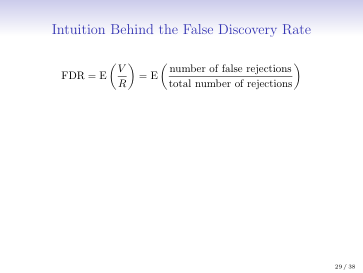 Intuition Behind the False Discovery Rate
FDR = E(V/R) = E(number of false rejections/total number of rejections)
29 / 38